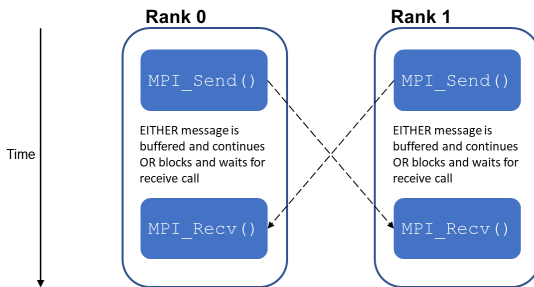 Rank 0
Rank 1
MPI_Send()
MPI_Send()
EITHER message is
buffered and continues
OR blocks and waits for
receive call
EITHER message is
buffered and continues
OR blocks and waits for
receive call
Time
MPI_Recv()
MPI_Recv()